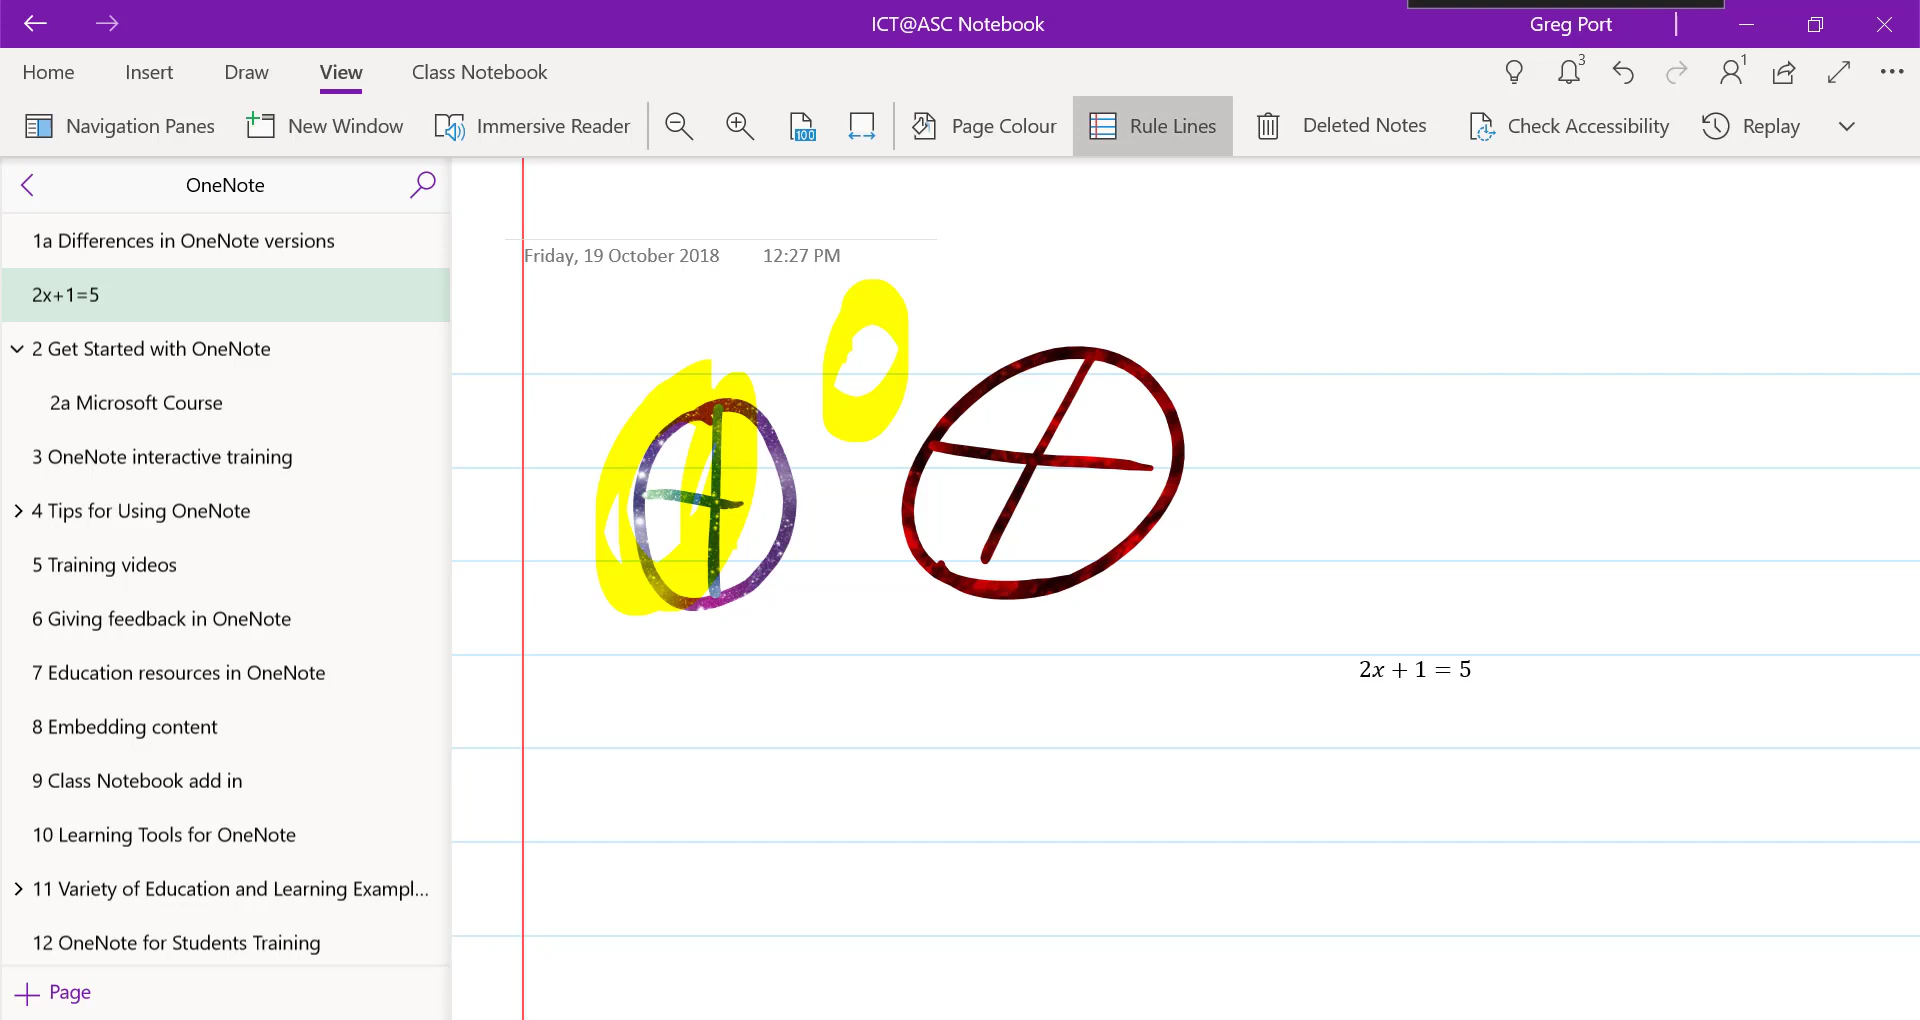 ICT@ASC Notebook
Greg Port
Home Insert Draw View Class Notebook
3 1
Navigation Panes New Window Immersive Reader 100 Page Colour Rule Lines Deleted Notes Check Accessibility Replay
OneNote
1a Differences in OneNote versions
2x+1=5
2 Get Started with OneNote
2a Microsoft Course
3 OneNote interactive training
4 Tips for Using OneNote
5 Training videos
6 Giving feedback in OneNote
7 Education resources in OneNote
8 Embedding content
9 Class Notebook add in
10 Learning Tools for OneNote
11 Variety of Education and Learning Exampl...
12 OneNote for Students Training
Page
Friday, 19 October 2018 12:27 PM
2x + 1 = 5